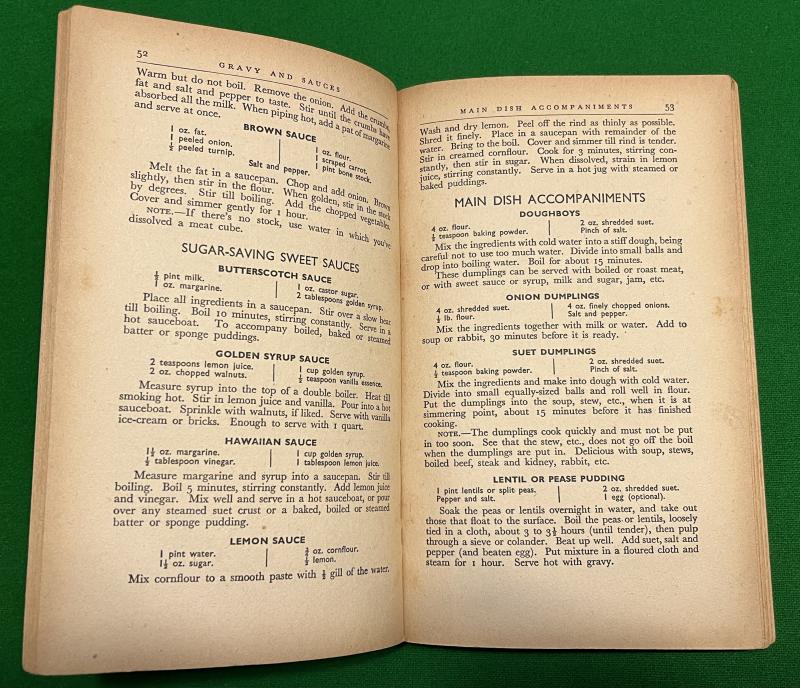 52
GRAVY AND SAUCES
Warm but do not boil. Remove the onion. Add the crumbs,
fat and salt and pepper to taste. Stir until the crumbs have
absorbed all the milk. When piping hot, add a pat of margarine
and serve at once.
BROWN SAUCE
1 oz. fat.
1 peeled onion.
½ peeled turnip.
1 oz. flour.
1 scraped carrot.
1 pint bone stock.
Salt and pepper.
Melt the fat in a saucepan. Chop and add onion. Brown
slightly, then stir in the flour. When golden, stir in the stock
by degrees. Stir till boiling. Add the chopped vegetables.
Cover and simmer gently for 1 hour.
NOTE.—If there's no stock, use water in which you've
dissolved a meat cube.
SUGAR-SAVING SWEET SAUCES
BUTTERSCOTCH SAUCE
½ pint milk.
1 oz. margarine.
1 oz. castor sugar.
2 tablespoons golden syrup.
Place all ingredients in a saucepan. Stir over a slow heat
till boiling. Boil 10 minutes, stirring constantly. Serve in a
hot sauceboat. To accompany boiled, baked or steamed
batter or sponge puddings.
GOLDEN SYRUP SAUCE
2 teaspoons lemon juice.
2 oz. chopped walnuts.
1 cup golden syrup.
½ teaspoon vanilla essence.
Measure syrup into the top of a double boiler. Heat till
smoking hot. Stir in lemon juice and vanilla. Pour into a hot
sauceboat. Sprinkle with walnuts, if liked. Serve with vanilla
ice-cream or bricks. Enough to serve with 1 quart.
HAWAIIAN SAUCE
1½ oz. margarine.
½ tablespoon vinegar.
1 cup golden syrup.
1 tablespoon lemon juice.
Measure margarine and syrup into a saucepan. Stir till
boiling. Boil 5 minutes, stirring constantly. Add lemon juice
and vinegar. Mix well and serve in a hot sauceboat, or pour
over any steamed suet crust or a baked, boiled or steamed
batter or sponge pudding.
LEMON SAUCE
1 pint water.
1½ oz. sugar.
oz. cornflour.
½ lemon.
Mix cornflour to a smooth paste with ½ gill of the water.
MAIN DISH ACCOMPANIMENTS
53
Wash and dry lemon. Peel off the rind as thinly as possible.
Shred it finely. Place in a saucepan with remainder of the
water. Bring to the boil. Cover and simmer till rind is tender.
Stir in creamed cornflour. Cook for 3 minutes, stirring con-
stantly, then stir in sugar. When dissolved, strain in lemon
juice, stirring constantly. Serve in a hot jug with steamed or
baked puddings.
MAIN DISH ACCOMPANIMENTS
DOUGHBOYS
4 oz. flour.
½ teaspoon baking powder.
2 oz. shredded suet.
Pinch of salt.
Mix the ingredients with cold water into a stiff dough, being
careful not to use too much water. Divide into small balls and
drop into boiling water. Boil for about 15 minutes.
These dumplings can be served with boiled or roast meat,
or with sweet sauce or syrup, milk and sugar, jam, etc.
ONION DUMPLINGS
4 oz. shredded suet.
½ lb. flour.
4 oz. finely chopped onions.
Salt and pepper.
Mix the ingredients together with milk or water. Add to
soup or rabbit, 30 minutes before it is ready.
SUET DUMPLINGS
4 oz. flour.
½ teaspoon baking powder.
2 oz. shredded suet.
Pinch of salt.
Mix the ingredients and make into dough with cold water.
Divide into small equally-sized balls and roll well in flour.
Put the dumplings into the soup, stew, etc., when it is at
simmering point, about 15 minutes before it has finished
cooking.
NOTE.—The dumplings cook quickly and must not be put
in too soon. See that the stew, etc., does not go off the boil
when the dumplings are put in. Delicious with soup, stews,
boiled beef, steak and kidney, rabbit, etc.
LENTIL OR PEASE PUDDING
1 pint lentils or split peas.
Pepper and salt.
2 oz. shredded suet.
1 egg (optional).
Soak the peas or lentils overnight in water, and take out
those that float to the surface. Boil the peas or lentils, loosely
tied in a cloth, about 3 to 3½ hours (until tender), then pulp
through a sieve or colander. Beat up well. Add suet, salt and
pepper (and beaten egg). Put mixture in a floured cloth and
steam for 1 hour. Serve hot with gravy.